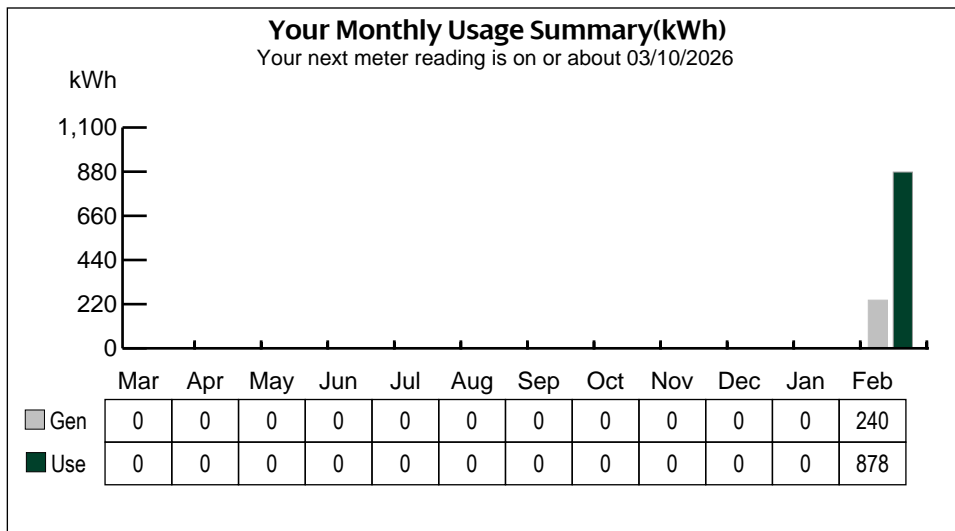 Your Monthly Usage Summary(kWh)
Your next meter reading is on or about 03/10/2026
kWh
1,100
880
660
440
220
0
Mar Apr May Jun Jul Aug Sep Oct Nov Dec Jan Feb
Gen 0 0 0 0 0 0 0 0 0 0 0 240
Use 0 0 0 0 0 0 0 0 0 0 0 878